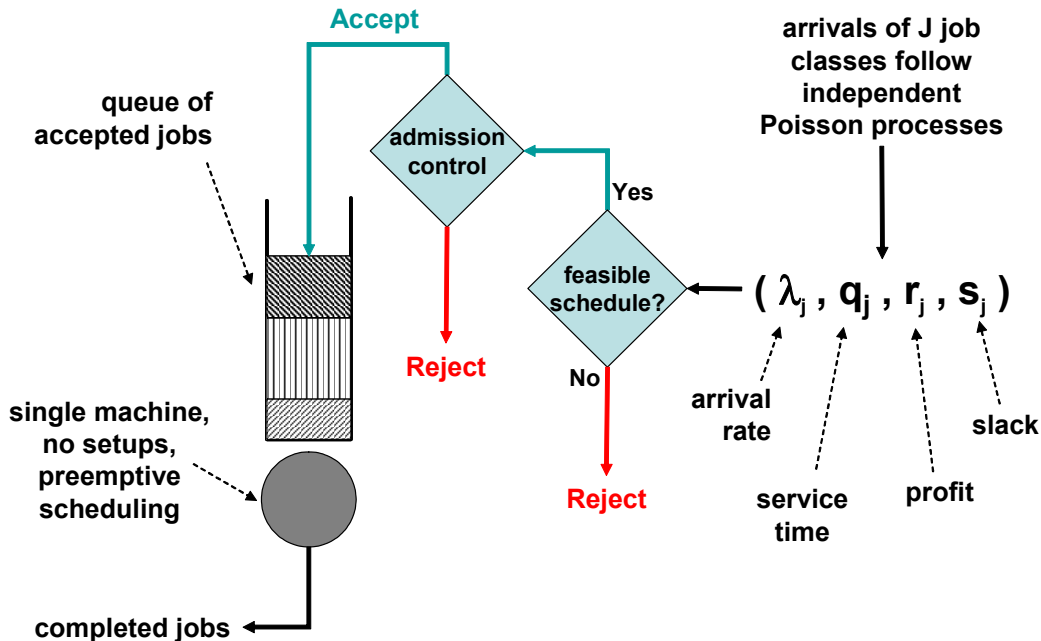 Accept
arrivals of J job
classes follow
independent
Poisson processes
queue of
accepted jobs
admission
control
Yes
feasible
schedule?
( λj , qj , rj , sj )
Reject
No
arrival
rate
slack
single machine,
no setups,
preemptive
scheduling
Reject
service
time
profit
completed jobs